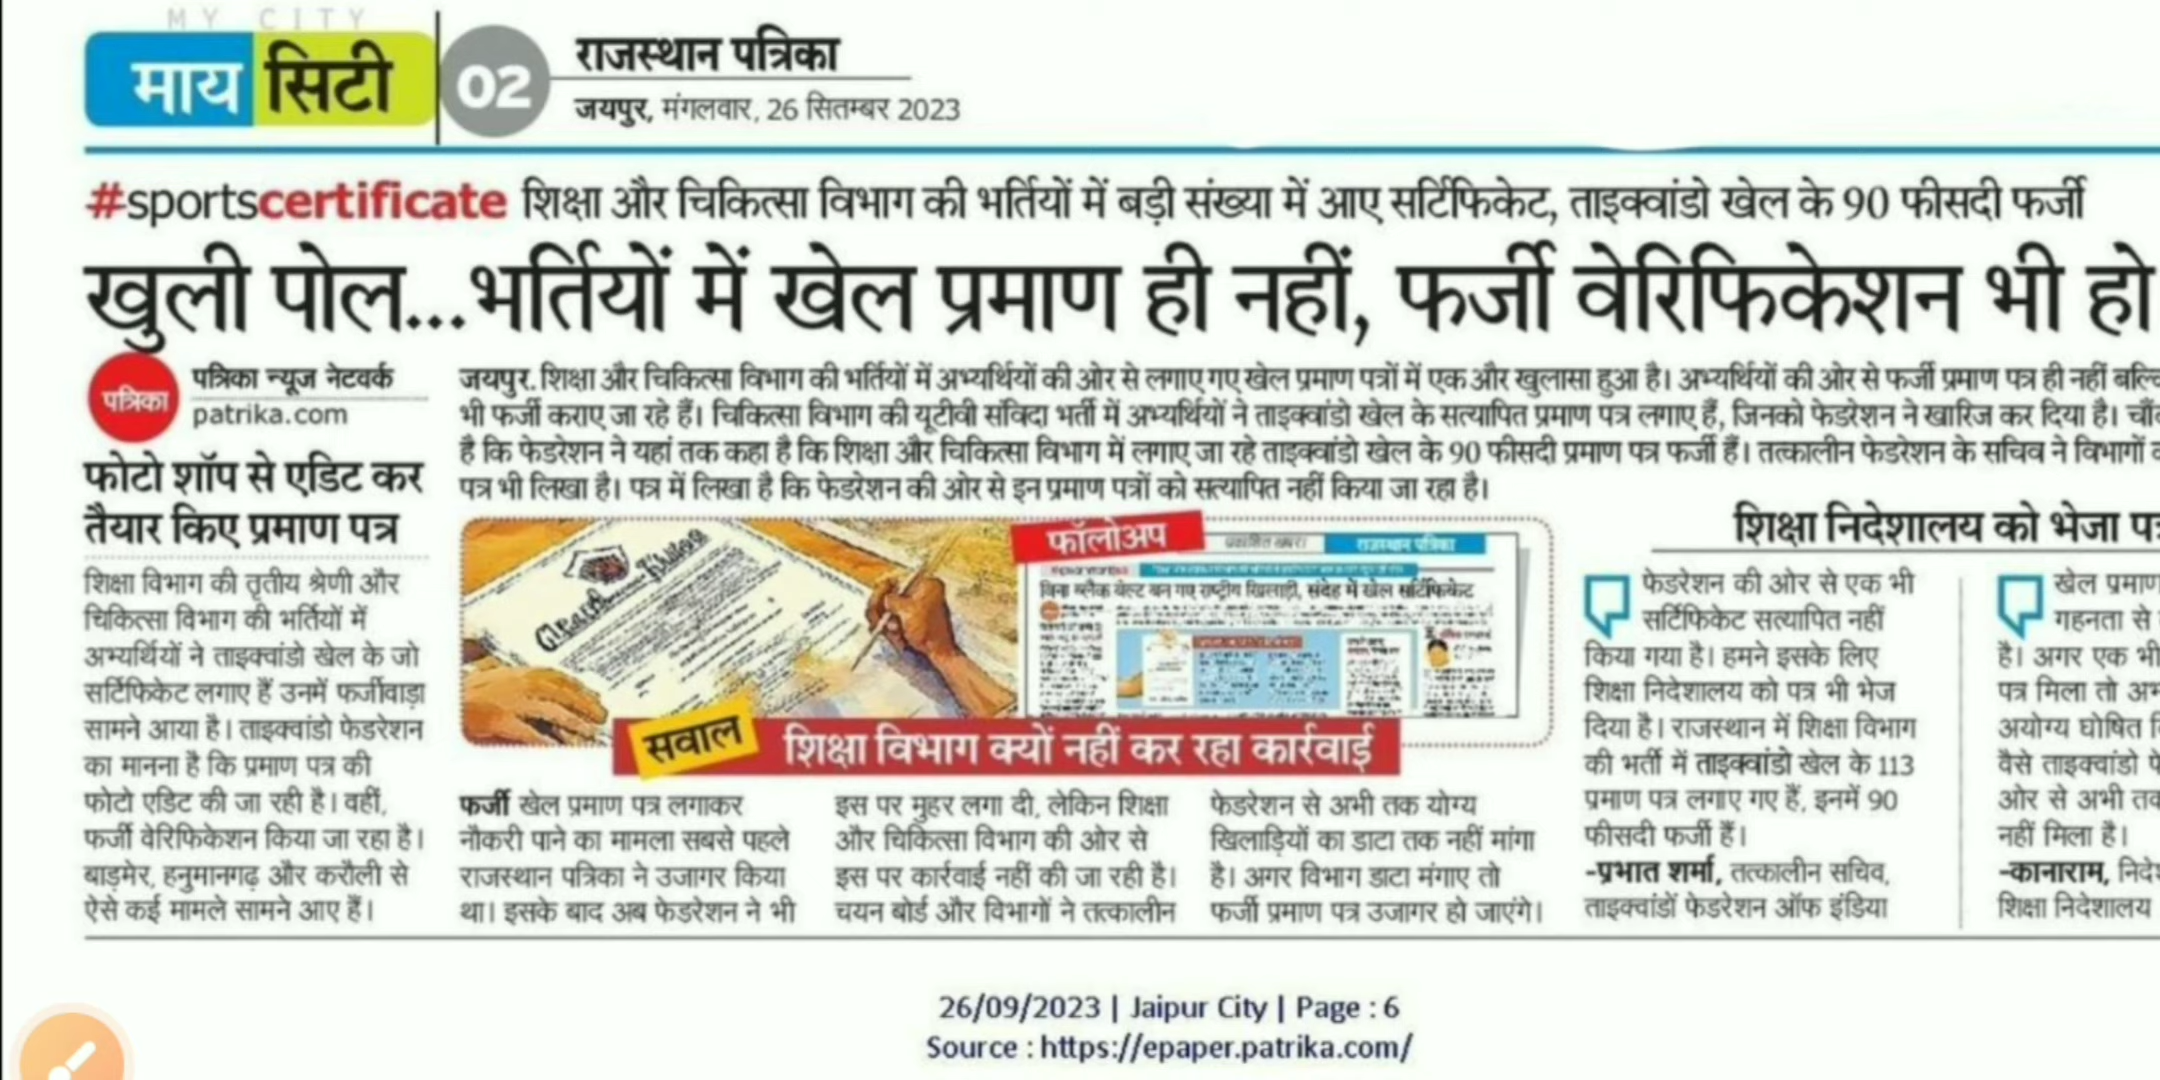 MY CITY
माय सिटी
02
राजस्थान पत्रिका
जयपुर, मंगलवार, 26 सितम्बर 2023
#sportscertificate शिक्षा और चिकित्सा विभाग की भर्तियों में बड़ी संख्या में आए सर्टिफिकेट, ताइक्वांडो खेल के 90 फीसदी फर्जी
खुली पोल...भर्तियों में खेल प्रमाण ही नहीं, फर्जी वेरिफिकेशन भी हो
पत्रिका
पत्रिका न्यूज नेटवर्क
patrika.com
जयपुर. शिक्षा और चिकित्सा विभाग की भर्तियों में अभ्यर्थियों की ओर से लगाए गए खेल प्रमाण पत्रों में एक और खुलासा हुआ है। अभ्यर्थियों की ओर से फर्जी प्रमाण पत्र ही नहीं
भी फर्जी कराए जा रहे हैं। चिकित्सा विभाग की यूटीवी संविदा भर्ती में अभ्यर्थियों ने ताइक्वांडो खेल के सत्यापित प्रमाण पत्र लगाए हैं, जिनको फेडरेशन ने खारिज कर दिया है।
है कि फेडरेशन ने यहां तक कहा है कि शिक्षा और चिकित्सा विभाग में लगाए जा रहे ताइक्वांडो खेल के 90 फीसदी प्रमाण पत्र फर्जी हैं। तत्कालीन फेडरेशन के सचिव ने विभागों
पत्र भी लिखा है। पत्र में लिखा है कि फेडरेशन की ओर से इन प्रमाण पत्रों को सत्यापित नहीं किया जा रहा है।
फोटो शॉप से एडिट कर
तैयार किए प्रमाण पत्र
शिक्षा विभाग की तृतीय श्रेणी और
चिकित्सा विभाग की भर्तियों में
अभ्यर्थियों ने ताइक्वांडो खेल के जो
सर्टिफिकेट लगाए हैं उनमें फर्जीवाड़ा
सामने आया है। ताइक्वांडो फेडरेशन
का मानना है कि प्रमाण पत्र की
फोटो एडिट की जा रही है। वहीं,
फर्जी वेरिफिकेशन किया जा रहा है।
बाड़मेर, हनुमानगढ़ और करौली से
ऐसे कई मामले सामने आए हैं।
फॉलोअप
राजस्थान पत्रिका
बिना ब्लैक बेल्ट बन गए राष्ट्रीय खिलाड़ी, संदेह में खेल सर्टिफिकेट
सवाल
शिक्षा विभाग क्यों नहीं कर रहा कार्रवाई
फर्जी खेल प्रमाण पत्र लगाकर
नौकरी पाने का मामला सबसे पहले
राजस्थान पत्रिका ने उजागर किया
था। इसके बाद अब फेडरेशन ने भी
इस पर मुहर लगा दी, लेकिन शिक्षा
और चिकित्सा विभाग की ओर से
इस पर कार्रवाई नहीं की जा रही है।
चयन बोर्ड और विभागों ने तत्कालीन
फेडरेशन से अभी तक योग्य
खिलाड़ियों का डाटा तक नहीं मांगा
है। अगर विभाग डाटा मंगाए तो
फर्जी प्रमाण पत्र उजागर हो जाएंगे।
शिक्षा निदेशालय को भेजा
फेडरेशन की ओर से एक भी
सर्टिफिकेट सत्यापित नहीं
किया गया है। हमने इसके लिए
शिक्षा निदेशालय को पत्र भी भेज
दिया है। राजस्थान में शिक्षा विभाग
की भर्ती में ताइक्वांडो खेल के 113
प्रमाण पत्र लगाए गए हैं, इनमें 90
फीसदी फर्जी हैं।
-प्रभात शर्मा, तत्कालीन सचिव,
ताइक्वांडों फेडरेशन ऑफ इंडिया
खेल प्रमाण
गहनता से
है। अगर एक भी
पत्र मिला तो
अयोग्य घोषित
वैसे ताइक्वांडो
ओर से अभी
नहीं मिला है।
-कानाराम,
शिक्षा निदेशालय
26/09/2023 | Jaipur City | Page : 6
Source : https://epaper.patrika.com/